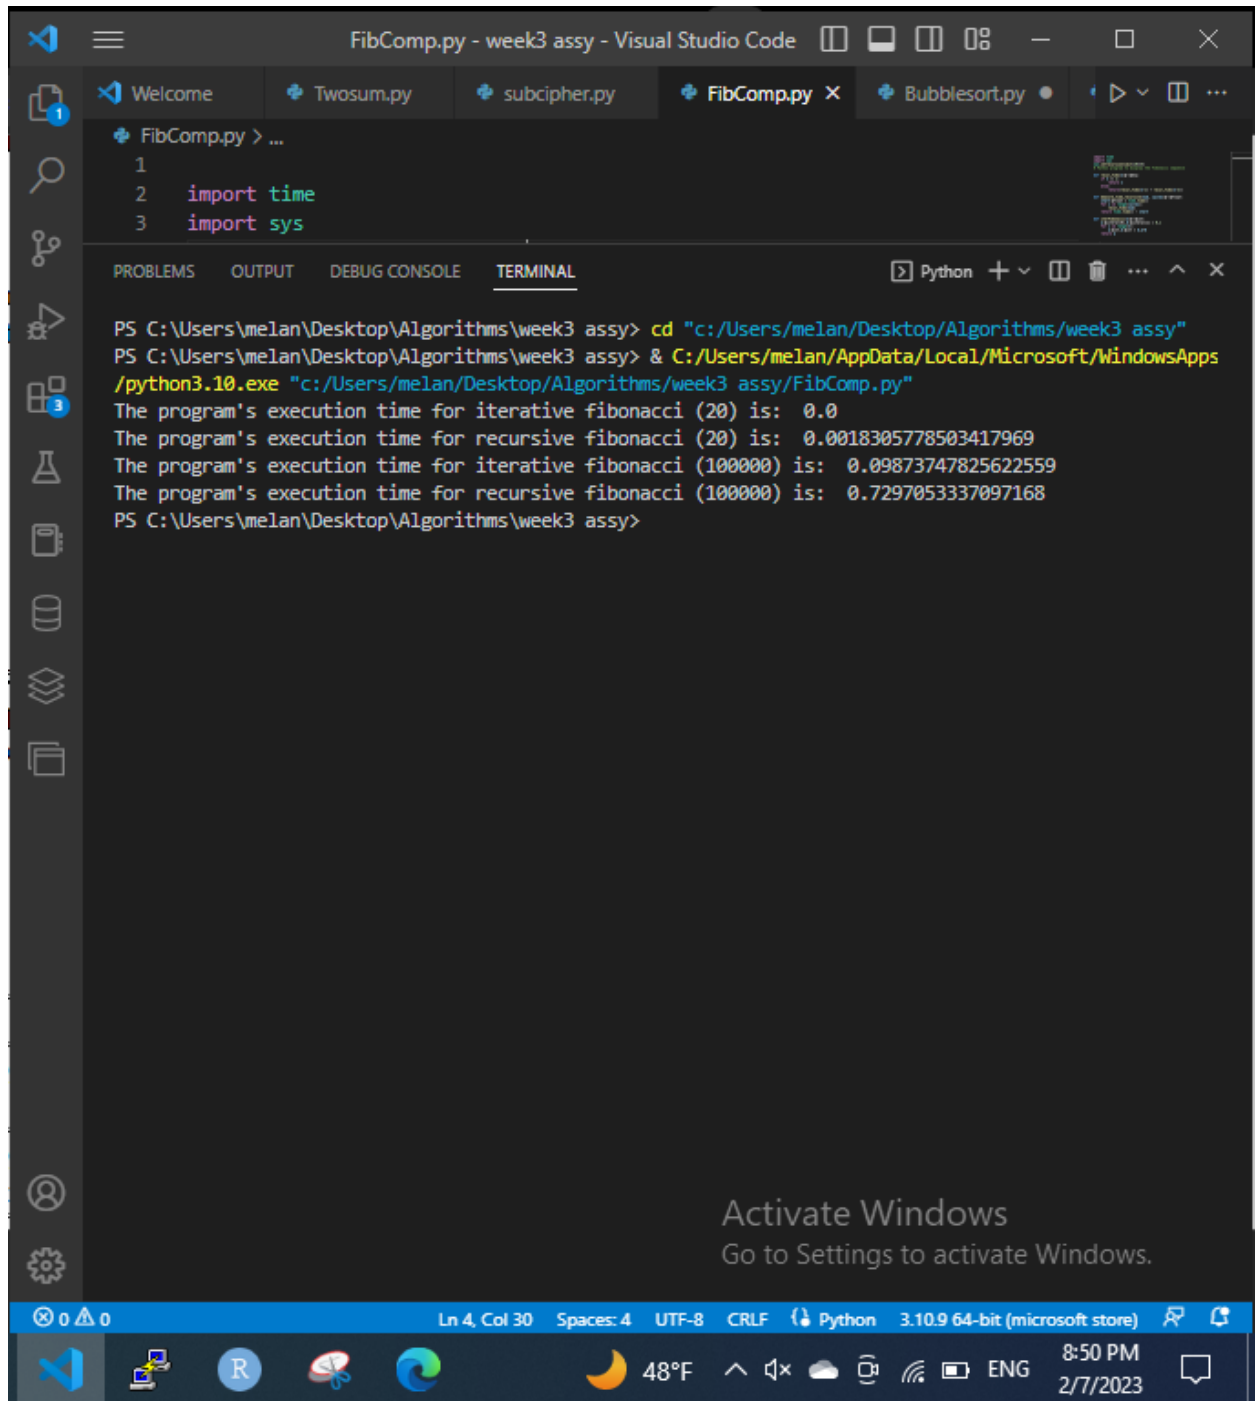 FibComp.py - week3 assy - Visual Studio Code
Welcome Twosum.py subcipher.py FibComp.py Bubblesort.py
FibComp.py > ...
1
2 import time
3 import sys
PROBLEMS OUTPUT DEBUG CONSOLE TERMINAL Python
PS C:\Users\melan\Desktop\Algorithms\week3 assy> cd "c:/Users/melan/Desktop/Algorithms/week3 assy"
PS C:\Users\melan\Desktop\Algorithms\week3 assy> & C:/Users/melan/AppData/Local/Microsoft/WindowsApps
/python3.10.exe "c:/Users/melan/Desktop/Algorithms/week3 assy/FibComp.py"
The program's execution time for iterative fibonacci (20) is:  0.0
The program's execution time for recursive fibonacci (20) is:  0.0018305778503417969
The program's execution time for iterative fibonacci (100000) is:  0.09873747825622559
The program's execution time for recursive fibonacci (100000) is:  0.7297053337097168
PS C:\Users\melan\Desktop\Algorithms\week3 assy>
1
3
Activate Windows
Go to Settings to activate Windows.
0 0 Ln 4, Col 30 Spaces: 4 UTF-8 CRLF Python 3.10.9 64-bit (microsoft store)
R 48°F ENG 8:50 PM
2/7/2023